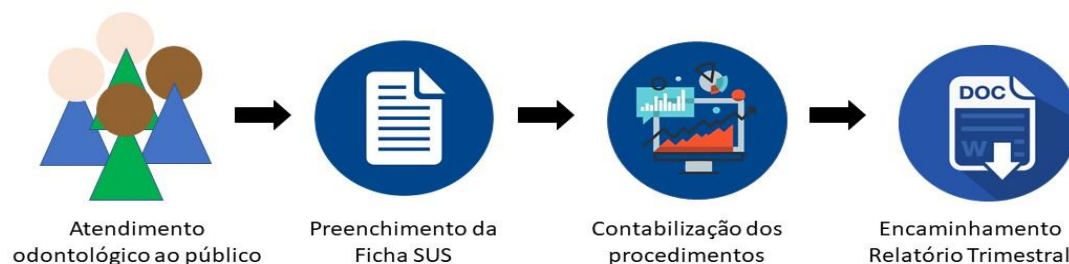 DOC
W
Atendimento
odontológico ao público
Preenchimento da
Ficha SUS
Contabilização dos
procedimentos
Encaminhamento
Relatório Trimestral